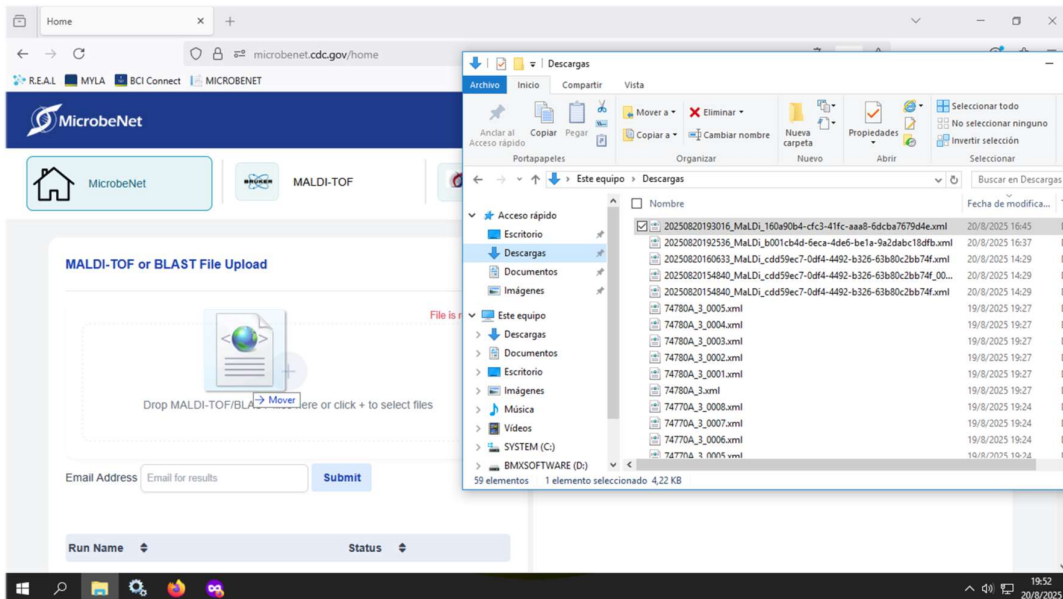 Home
microbenet.cdc.gov/home
R.E.A.L MYLA BCI Connect MICROBENET
MicrobeNet
MicrobeNet
BRUKER
MALDI-TOF
MALDI-TOF or BLAST File Upload
File is r
Mover
Drop MALDI-TOF/BLA here or click + to select files
Email Address Email for results Submit
Run Name Status
Descargas
Archivo Inicio Compartir Vista
Anclar al Acceso rápido
Copiar Pegar
Mover a Eliminar
Copiar a Cambiar nombre
Nueva carpeta
Propiedades
Seleccionar todo
No seleccionar ninguno
Invertir selección
Portapapeles Organizar Nuevo Abrir Seleccionar
Este equipo > Descargas Buscar en Descargas
Acceso rápido
Escritorio
Descargas
Documentos
Imágenes
Este equipo
Descargas
Documentos
Escritorio
Imágenes
Música
Vídeos
SYSTEM (C:)
BMXSOFTWARE (D:)
Nombre Fecha de modifica...
20250820193016_MaLDi_160a90b4-cfc3-41fc-aaa8-6dcba7679d4e.xml 20/8/2025 16:45
20250820192536_MaLDi_b001cb4d-6eca-4de6-be1a-9a2dabc18dfb.xml 20/8/2025 16:37
20250820160633_MaLDi_cdd59ec7-0df4-4492-b326-63b80c2bb74f.xml 20/8/2025 14:29
20250820154840_MaLDi_cdd59ec7-0df4-4492-b326-63b80c2bb74f_00... 20/8/2025 14:29
20250820154840_MaLDi_cdd59ec7-0df4-4492-b326-63b80c2bb74f.xml 20/8/2025 14:29
74780A_3_0005.xml 19/8/2025 19:27
74780A_3_0004.xml 19/8/2025 19:27
74780A_3_0003.xml 19/8/2025 19:27
74780A_3_0002.xml 19/8/2025 19:27
74780A_3_0001.xml 19/8/2025 19:27
74780A_3.xml 19/8/2025 19:27
74770A_3_0008.xml 19/8/2025 19:24
74770A_3_0007.xml 19/8/2025 19:24
74770A_3_0006.xml 19/8/2025 19:24
74770A_3_0005.xml 19/8/2025 19:24
59 elementos 1 elemento seleccionado 4,22 KB
19:52
20/8/2025